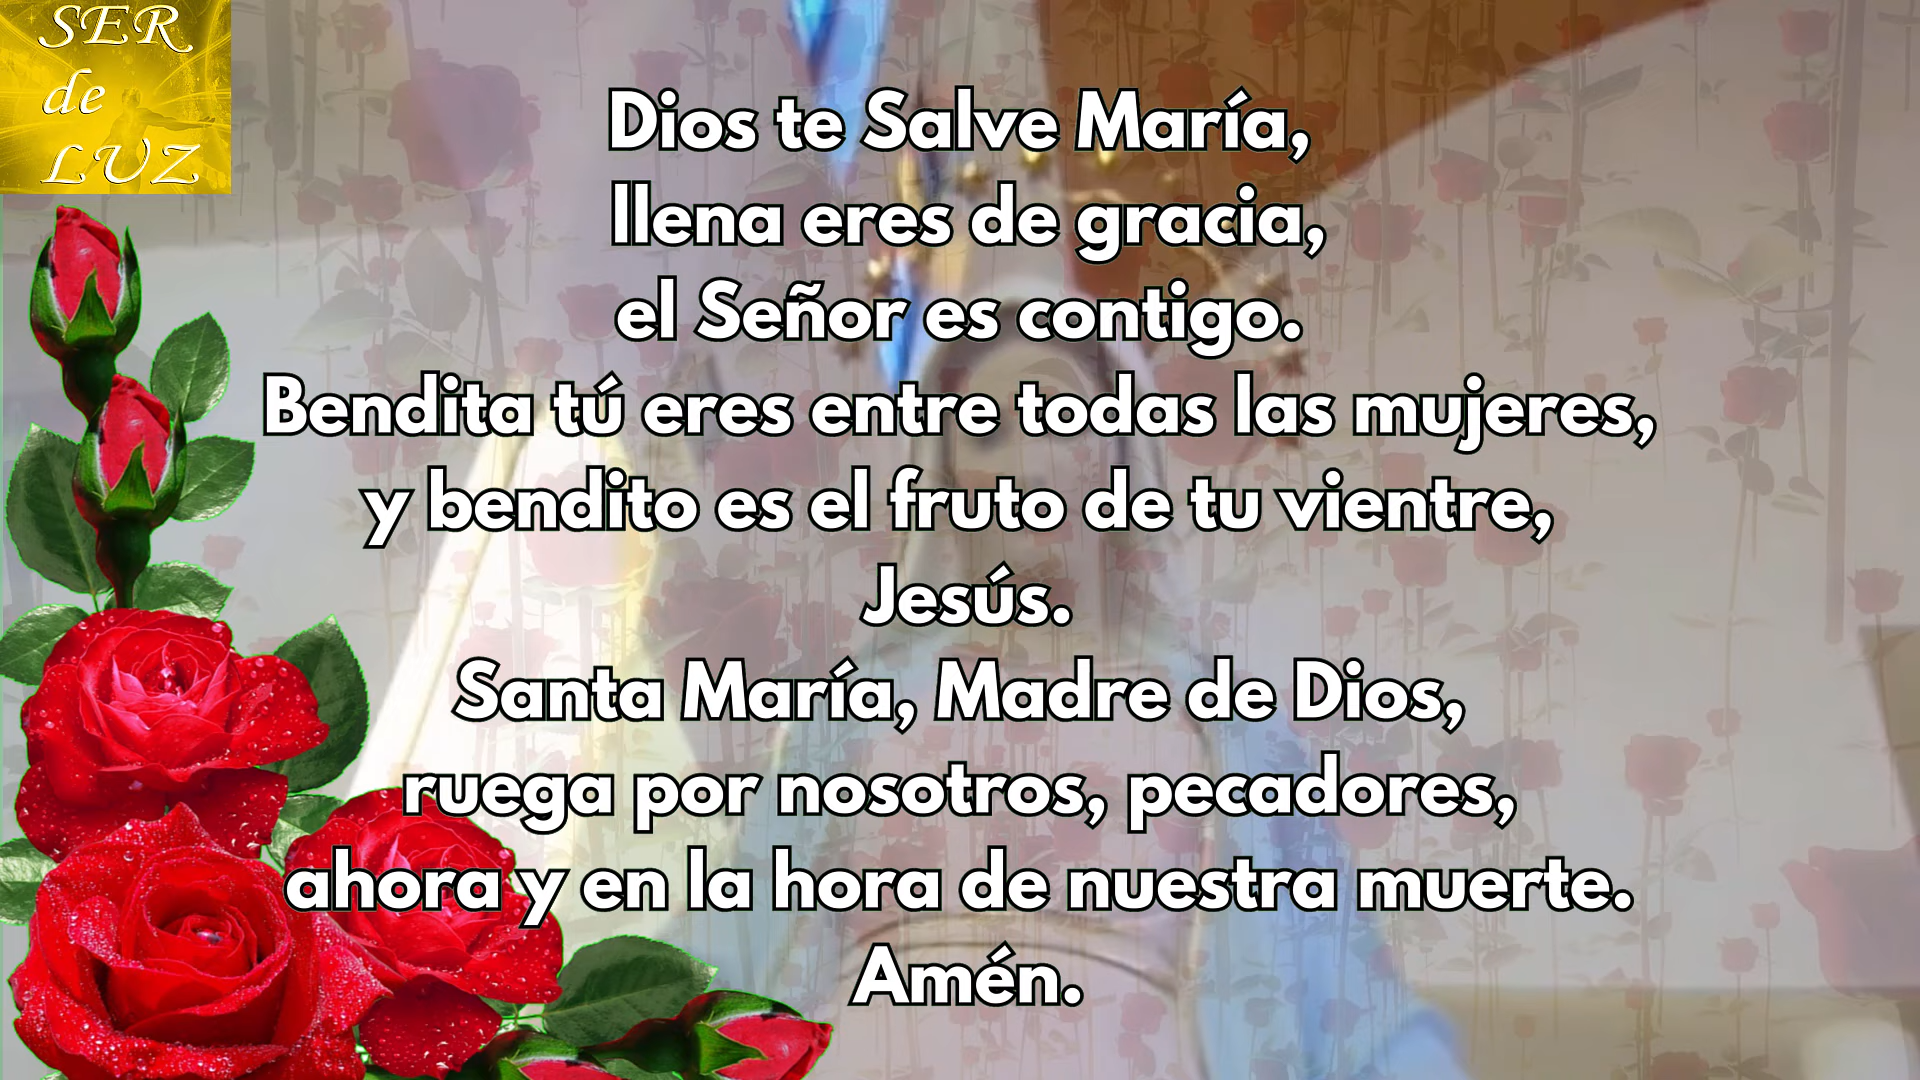 SER
de
LUZ
Dios te Salve María,
llena eres de gracia,
el Señor es contigo.
Bendita tú eres entre todas las mujeres,
y bendito es el fruto de tu vientre,
Jesús.
Santa María, Madre de Dios,
ruega por nosotros, pecadores,
ahora y en la hora de nuestra muerte.
Amén.